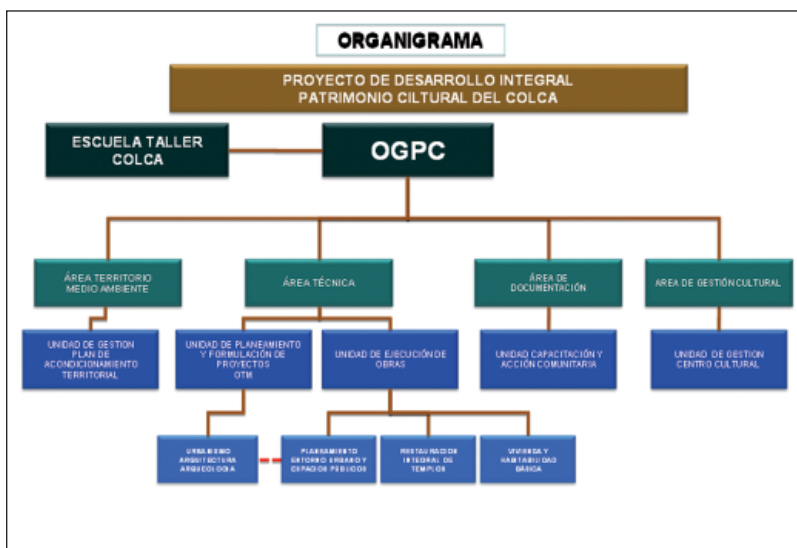 ORGANIGRAMA
PROYECTO DE DESARROLLO INTEGRAL
PATRIMONIO CILTURAL DEL COLCA
ESCUELA TALLER
COLCA
OGPC
ÁREA TERRITORIO
MEDIO AMBIENTE
ÁREA TÉCNICA
ÁREA DE
DOCUMENTACIÓN
AREA DE GESTIÓN CULTURAL
UNIDAD DE GESTION
PLAN DE
ACONDICIONAMIENTO
TERRITORIAL
UNIDAD DE PLANEAMIENTO
Y FORMULACIÓN DE
PROYECTOS
OTM
UNIDAD DE EJECUCIÓN DE
OBRAS
UNIDAD CAPACITACIÓN Y
ACCIÓN COMUNITARIA
UNIDAD DE GESTION
CENTRO CULTURAL
URBANISMO
ARQUITECTURA
ARQUEOLOGIA
PLANEAMIENTO
ENTORNO URBANO Y
ESPACIOS PÚBLICOS
RESTAURACION
INTEGRAL DE
TEMPLOS
VIVIENDA Y
HABITABILIDAD
BÁSICA